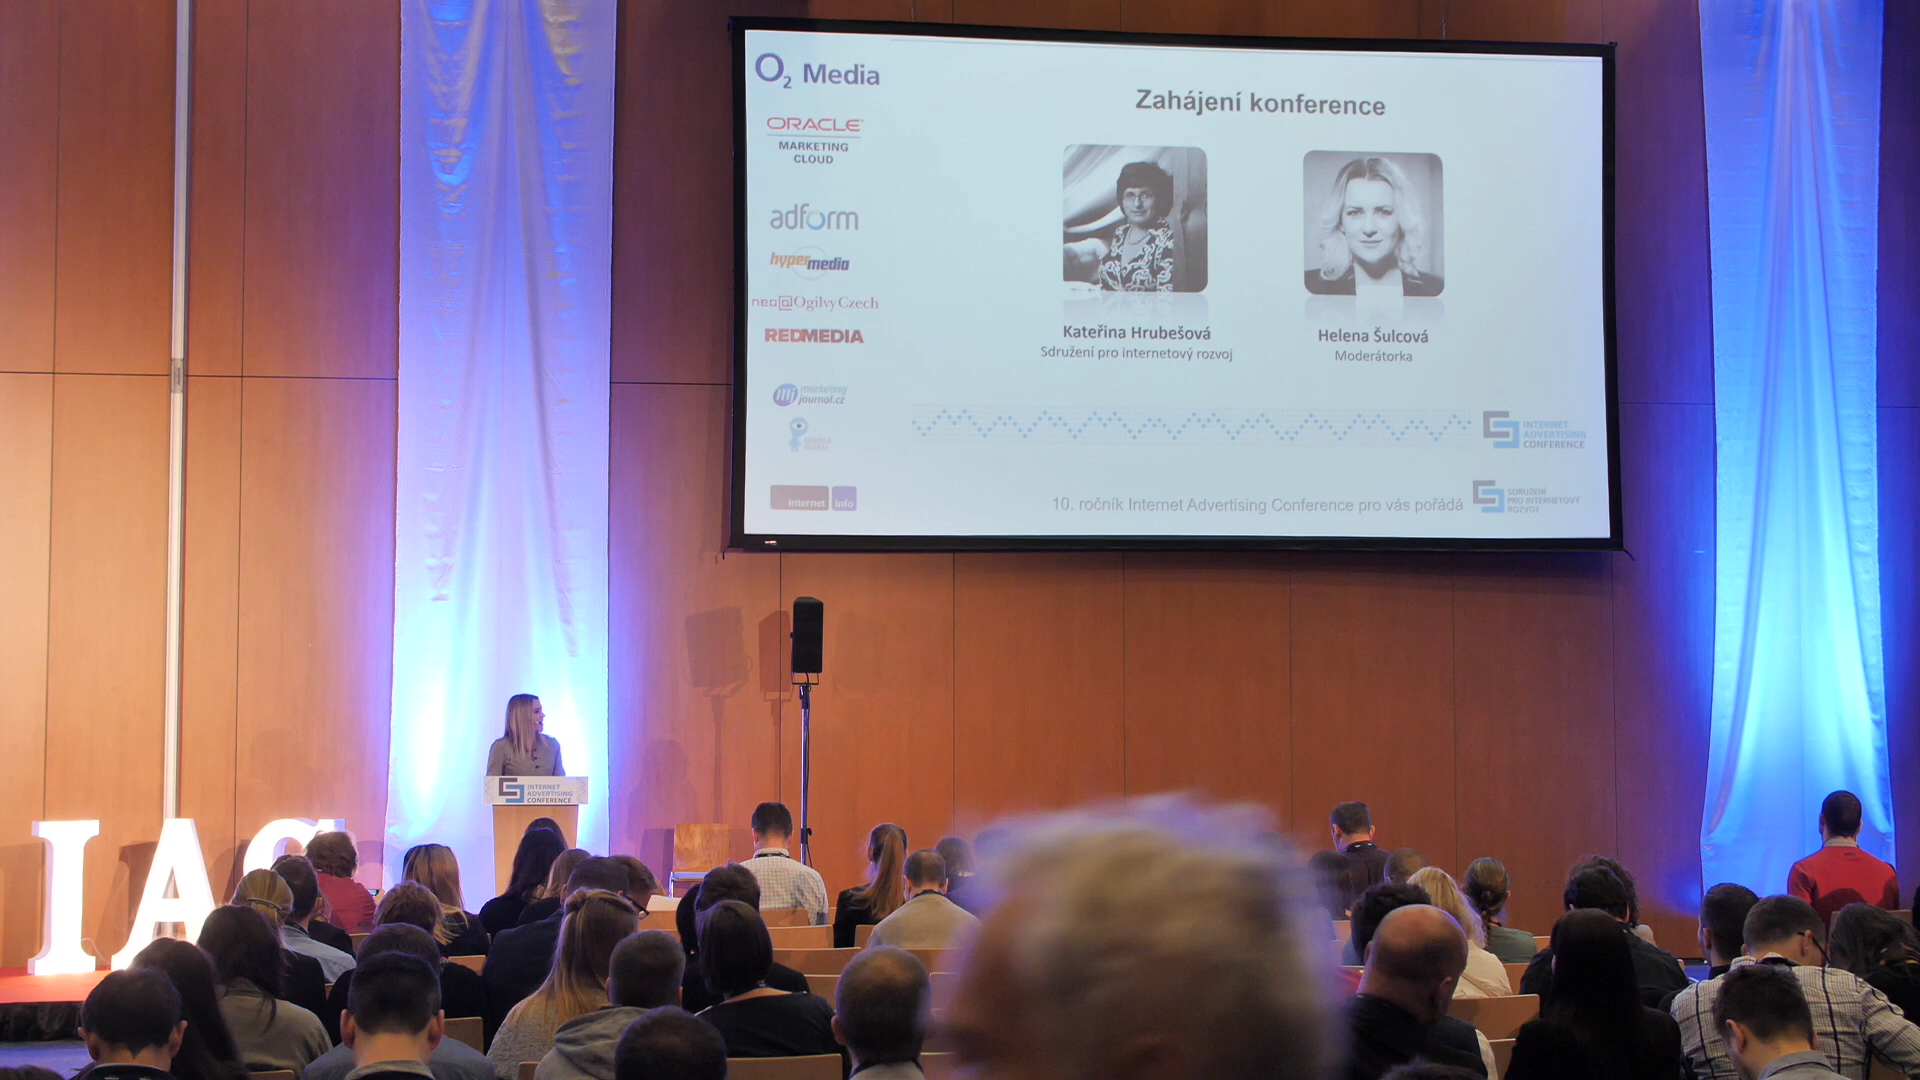 O2 Media
ORACLE
MARKETING
CLOUD
adform
hypermedia
neo@OgilvyCzech
REDMEDIA
marketing
journal.cz
internet info
Zahájení konference
Kateřina Hrubešová
Sdružení pro internetový rozvoj
Helena Šulcová
Moderátorka
INTERNET
ADVERTISING
CONFERENCE
10. ročník Internet Advertising Conference pro vás pořádá
SDRUŽENÍ
PRO INTERNETOVÝ
ROZVOJ
INTERNET
ADVERTISING
CONFERENCE
IAC